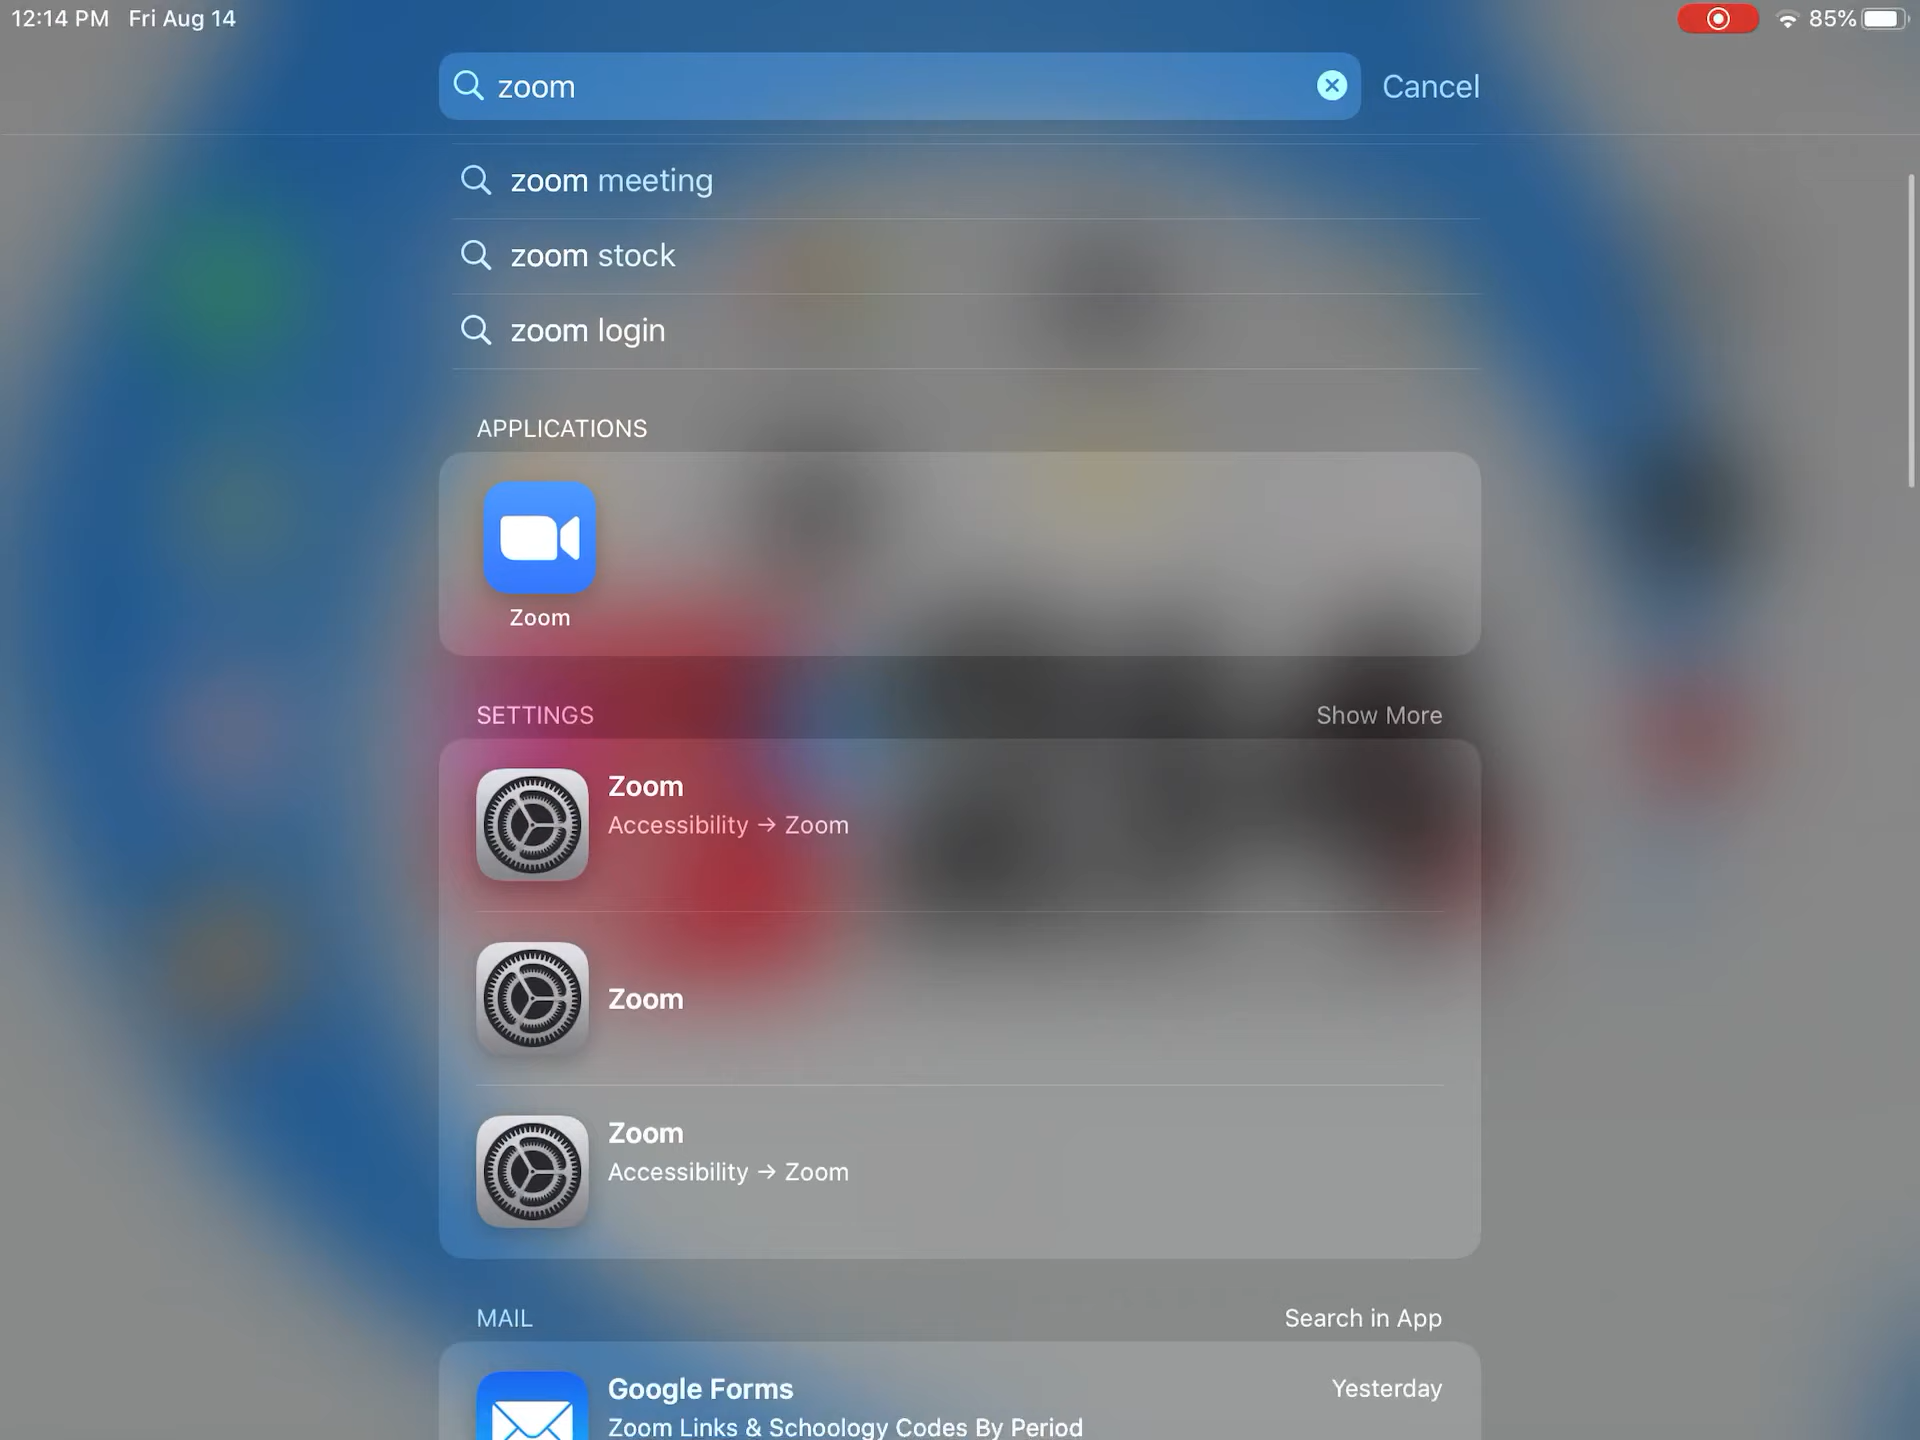 12:14 PM Fri Aug 14
85%
zoom
Cancel
zoom meeting
zoom stock
zoom login
APPLICATIONS
Zoom
SETTINGS
Show More
Zoom
Accessibility → Zoom
Zoom
Zoom
Accessibility → Zoom
MAIL
Search in App
Google Forms
Yesterday
Zoom Links & Schoology Codes By Period